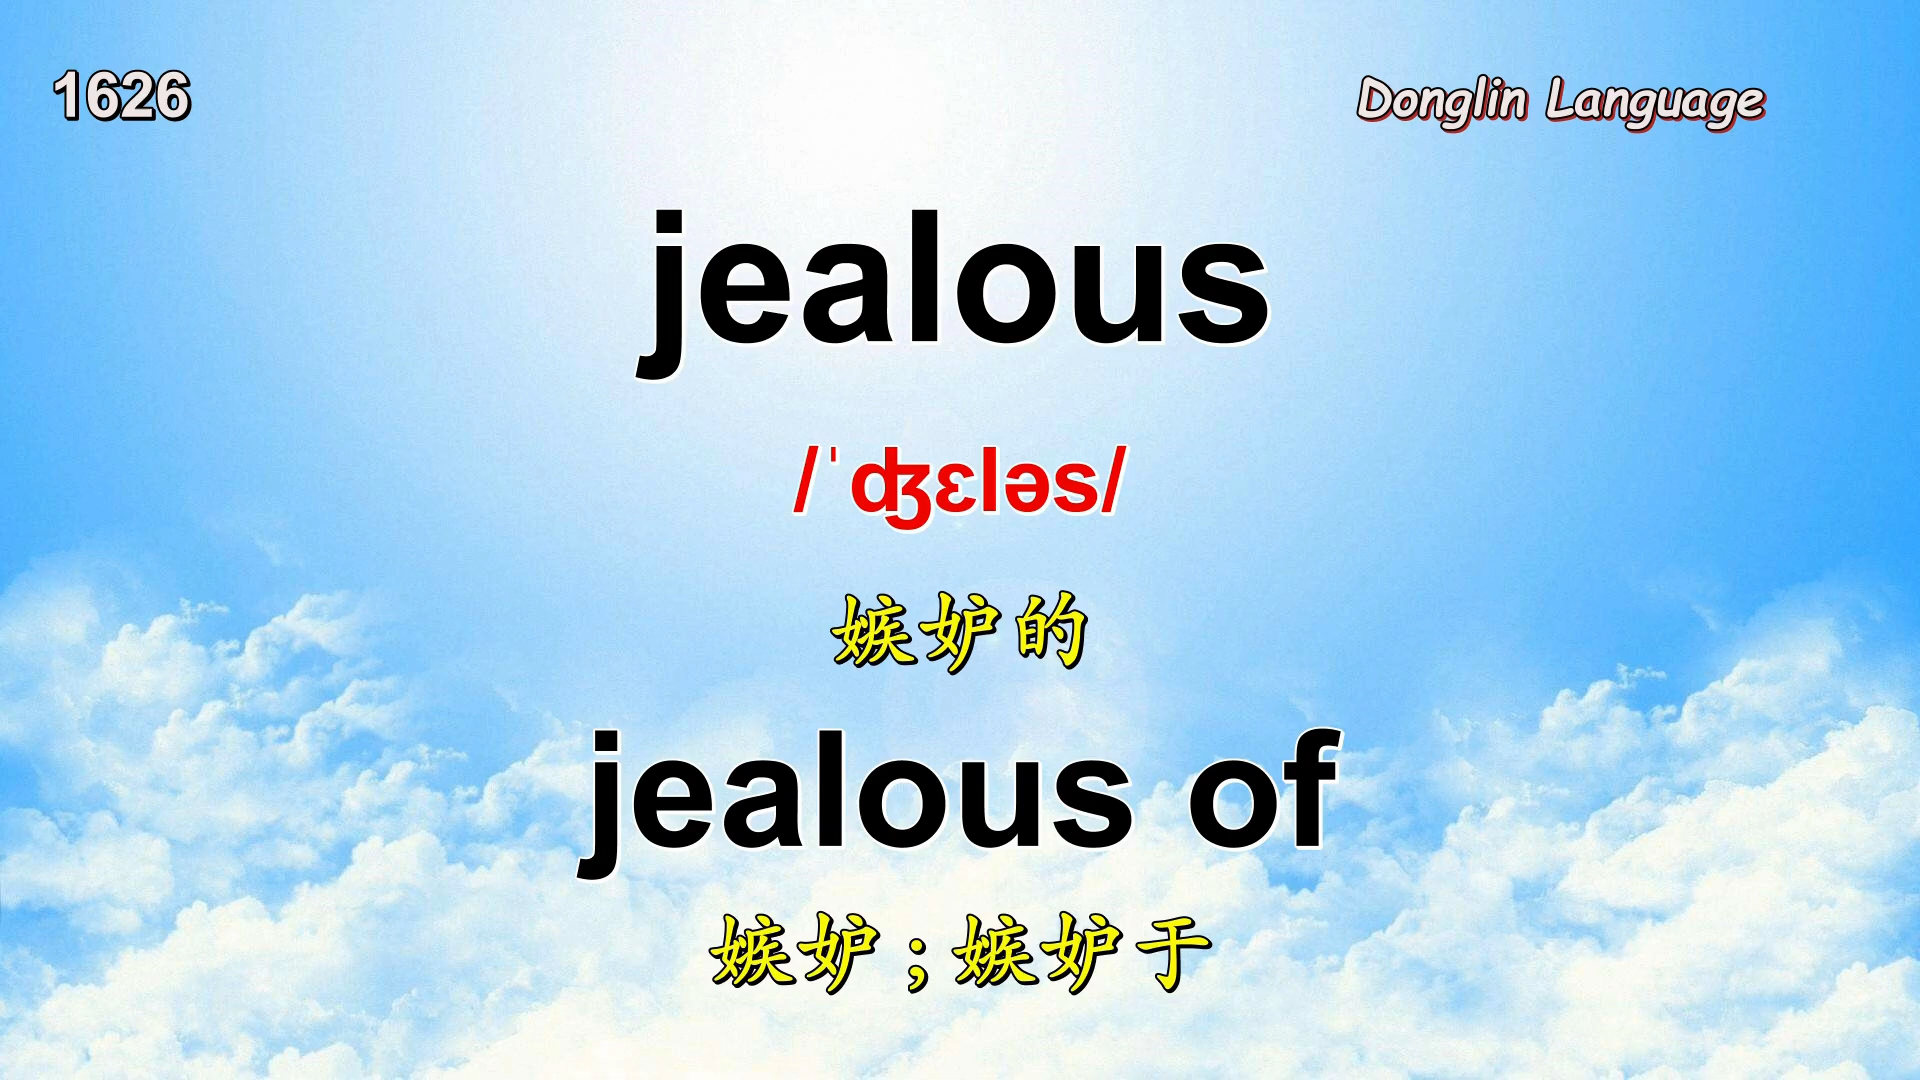 1626
Donglin Language
jealous
/ˈʤɛləs/
嫉妒的
jealous of
嫉妒;嫉妒于